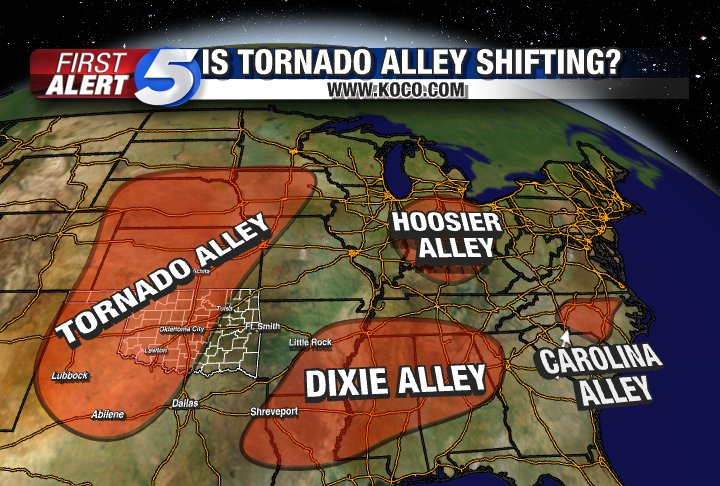 FIRST
ALERT
5
IS TORNADO ALLEY SHIFTING?
WWW.KOCO.COM
TORNADO ALLEY
HOOSIER
ALLEY
Tulsa
Oklahoma City
Ft. Smith
Lawton
Little Rock
CAROLINA
ALLEY
DIXIE ALLEY
Lubbock
Dallas
Abilene
Shreveport